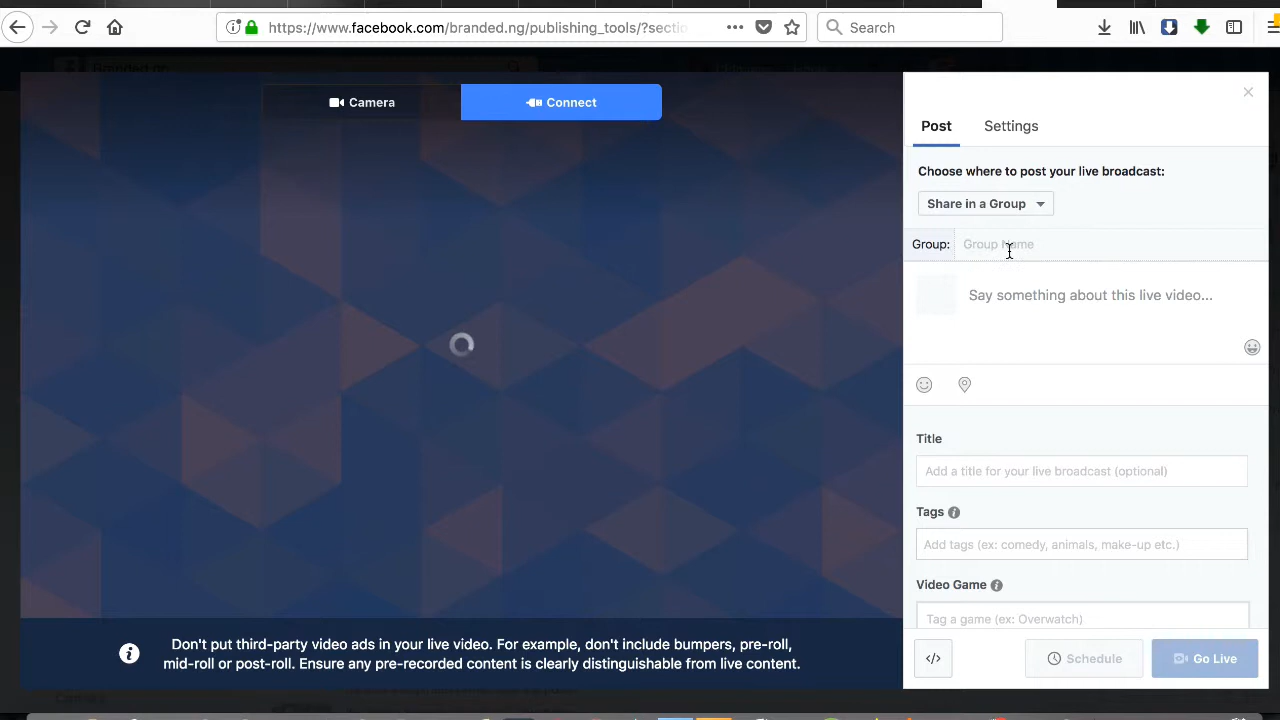 https://www.facebook.com/branded.ng/publishing_tools/?sectio
Search
Camera
Connect
Post
Settings
Choose where to post your live broadcast:
Share in a Group
Group:
Group Name
Say something about this live video...
Title
Add a title for your live broadcast (optional)
Tags
Add tags (ex: comedy, animals, make-up etc.)
Video Game
Tag a game (ex: Overwatch)
Don't put third-party video ads in your live video. For example, don't include bumpers, pre-roll,
mid-roll or post-roll. Ensure any pre-recorded content is clearly distinguishable from live content.
</> Schedule Go Live